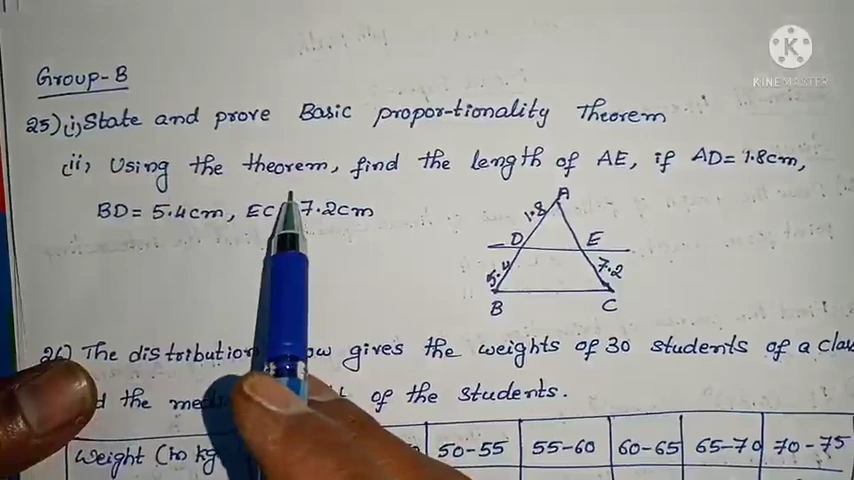 K
KINEMASTER
Group-B
25) (i) State and prove Basic propor-tionality Theorem
(ii) Using the theorem, find the length of AE, if AD = 1.8cm,
BD = 5.4cm, EC 7.2cm
A
1.8
D E
5.4 7.2
B C
26) The distribution gives the weights of 30 students of a
the of the students.
Weight (in kg 50-55 55-60 60-65 65-70 70-75